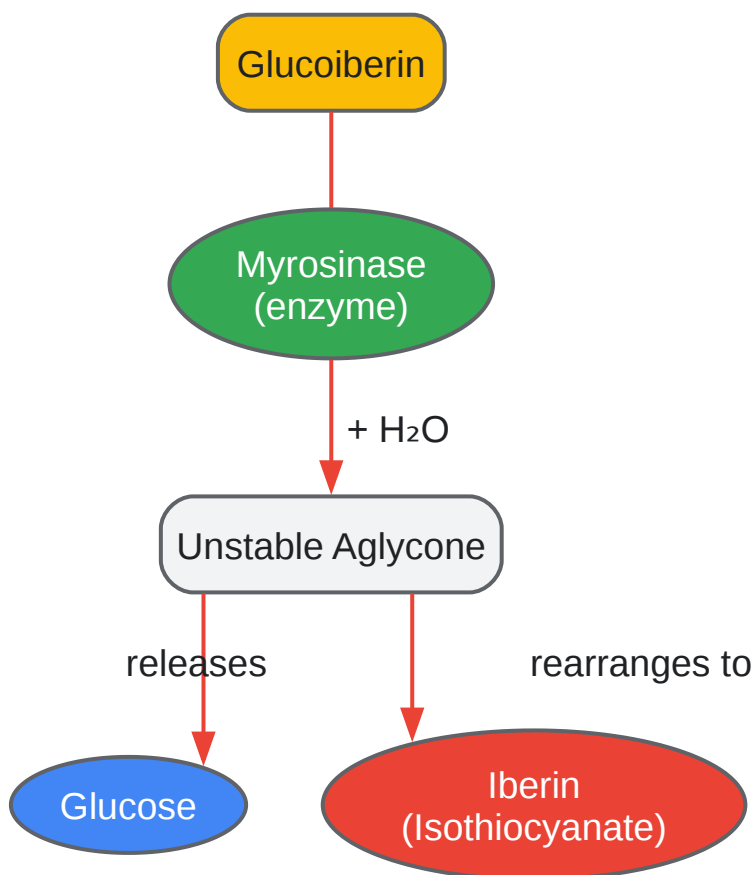 Glucoiberin
Myrosinase
(enzyme)
+ H₂O
Unstable Aglycone
releases
rearranges to
Glucose
Iberin
(Isothiocyanate)